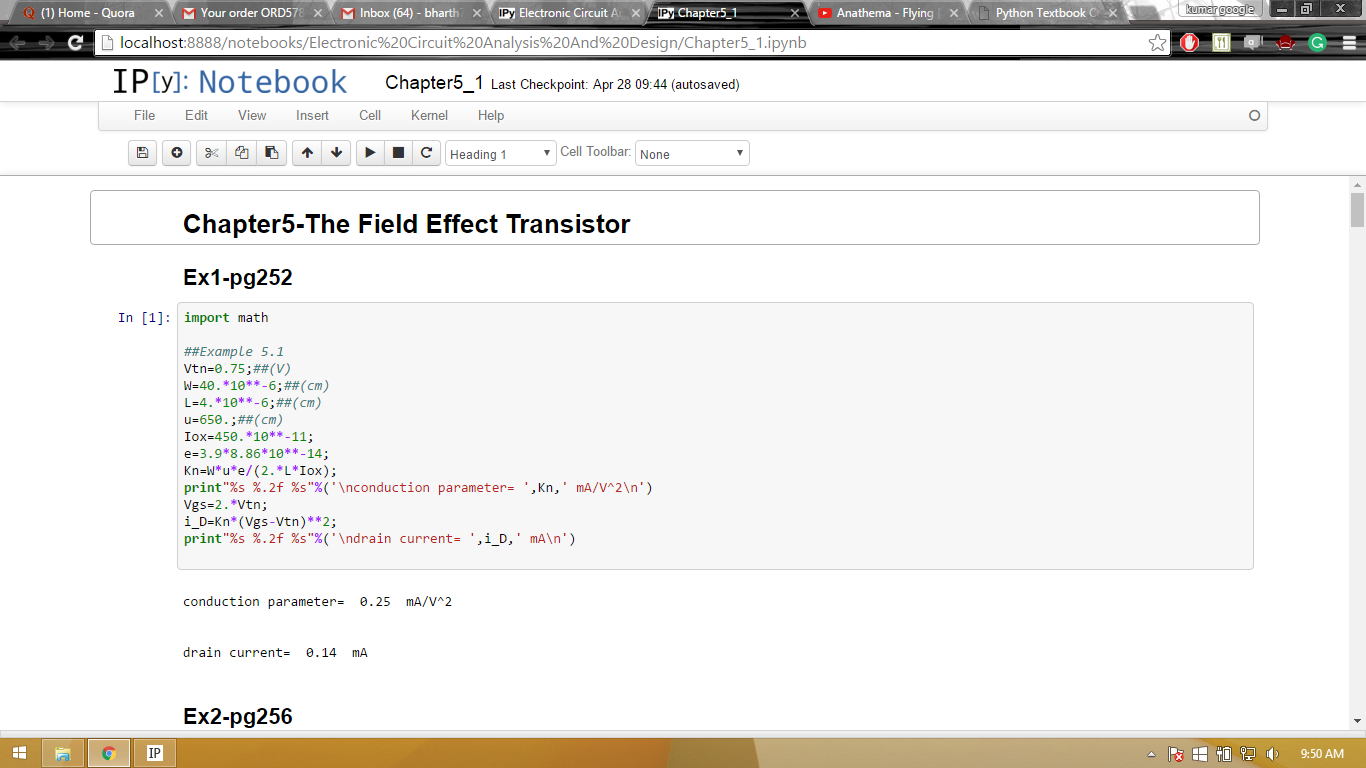 (1) Home - Quora
Your order ORD578
Inbox (64) - bharth
IPy Electronic Circuit A
IPy Chapter5_1
Anathema - Flying
Python Textbook C
kumar google
localhost:8888/notebooks/Electronic%20Circuit%20Analysis%20And%20Design/Chapter5_1.ipynb
IP[y]: Notebook
Chapter5_1 Last Checkpoint: Apr 28 09:44 (autosaved)
File Edit View Insert Cell Kernel Help
Heading 1 Cell Toolbar: None
Chapter5-The Field Effect Transistor
Ex1-pg252
In [1]: import math
##Example 5.1
Vtn=0.75;##(V)
W=40.*10**-6;##(cm)
L=4.*10**-6;##(cm)
u=650.;##(cm)
Iox=450.*10**-11;
e=3.9*8.86*10**-14;
Kn=W*u*e/(2.*L*Iox);
print"%s %.2f %s"%('\nconduction parameter= ',Kn,' mA/V^2\n')
Vgs=2.*Vtn;
i_D=Kn*(Vgs-Vtn)**2;
print"%s %.2f %s"%('\ndrain current= ',i_D,' mA\n')
conduction parameter=  0.25  mA/V^2
drain current=  0.14  mA
Ex2-pg256
IP
9:50 AM